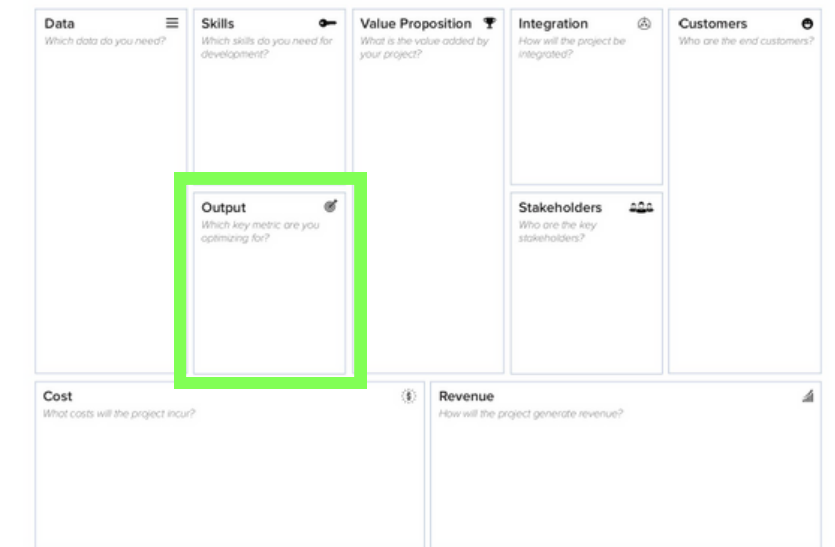 Data
Which data do you need?
Skills
Which skills do you need for
development?
Value Proposition
What is the value added by
your project?
Integration
How will the project be
integrated?
Customers
Who are the end customers?
Output
Which key metric are you
optimizing for?
Stakeholders
Who are the key
stakeholders?
Cost
What costs will the project incur?
Revenue
How will the project generate revenue?